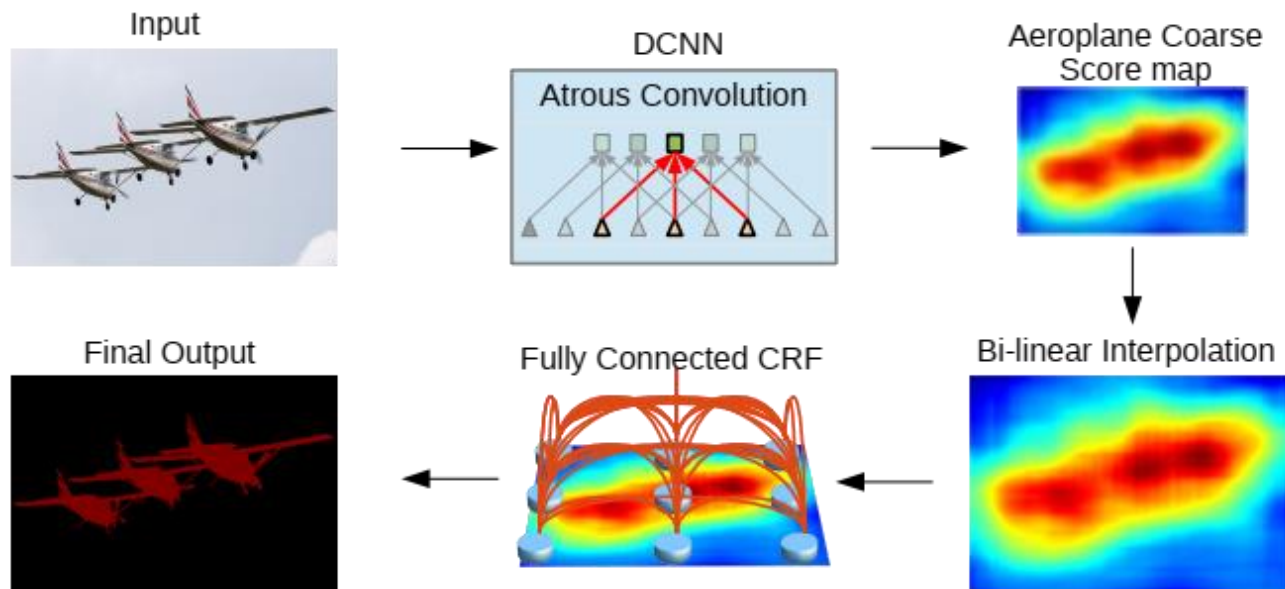 Input
DCNN
Atrous Convolution
Aeroplane Coarse
Score map
Final Output
Fully Connected CRF
Bi-linear Interpolation